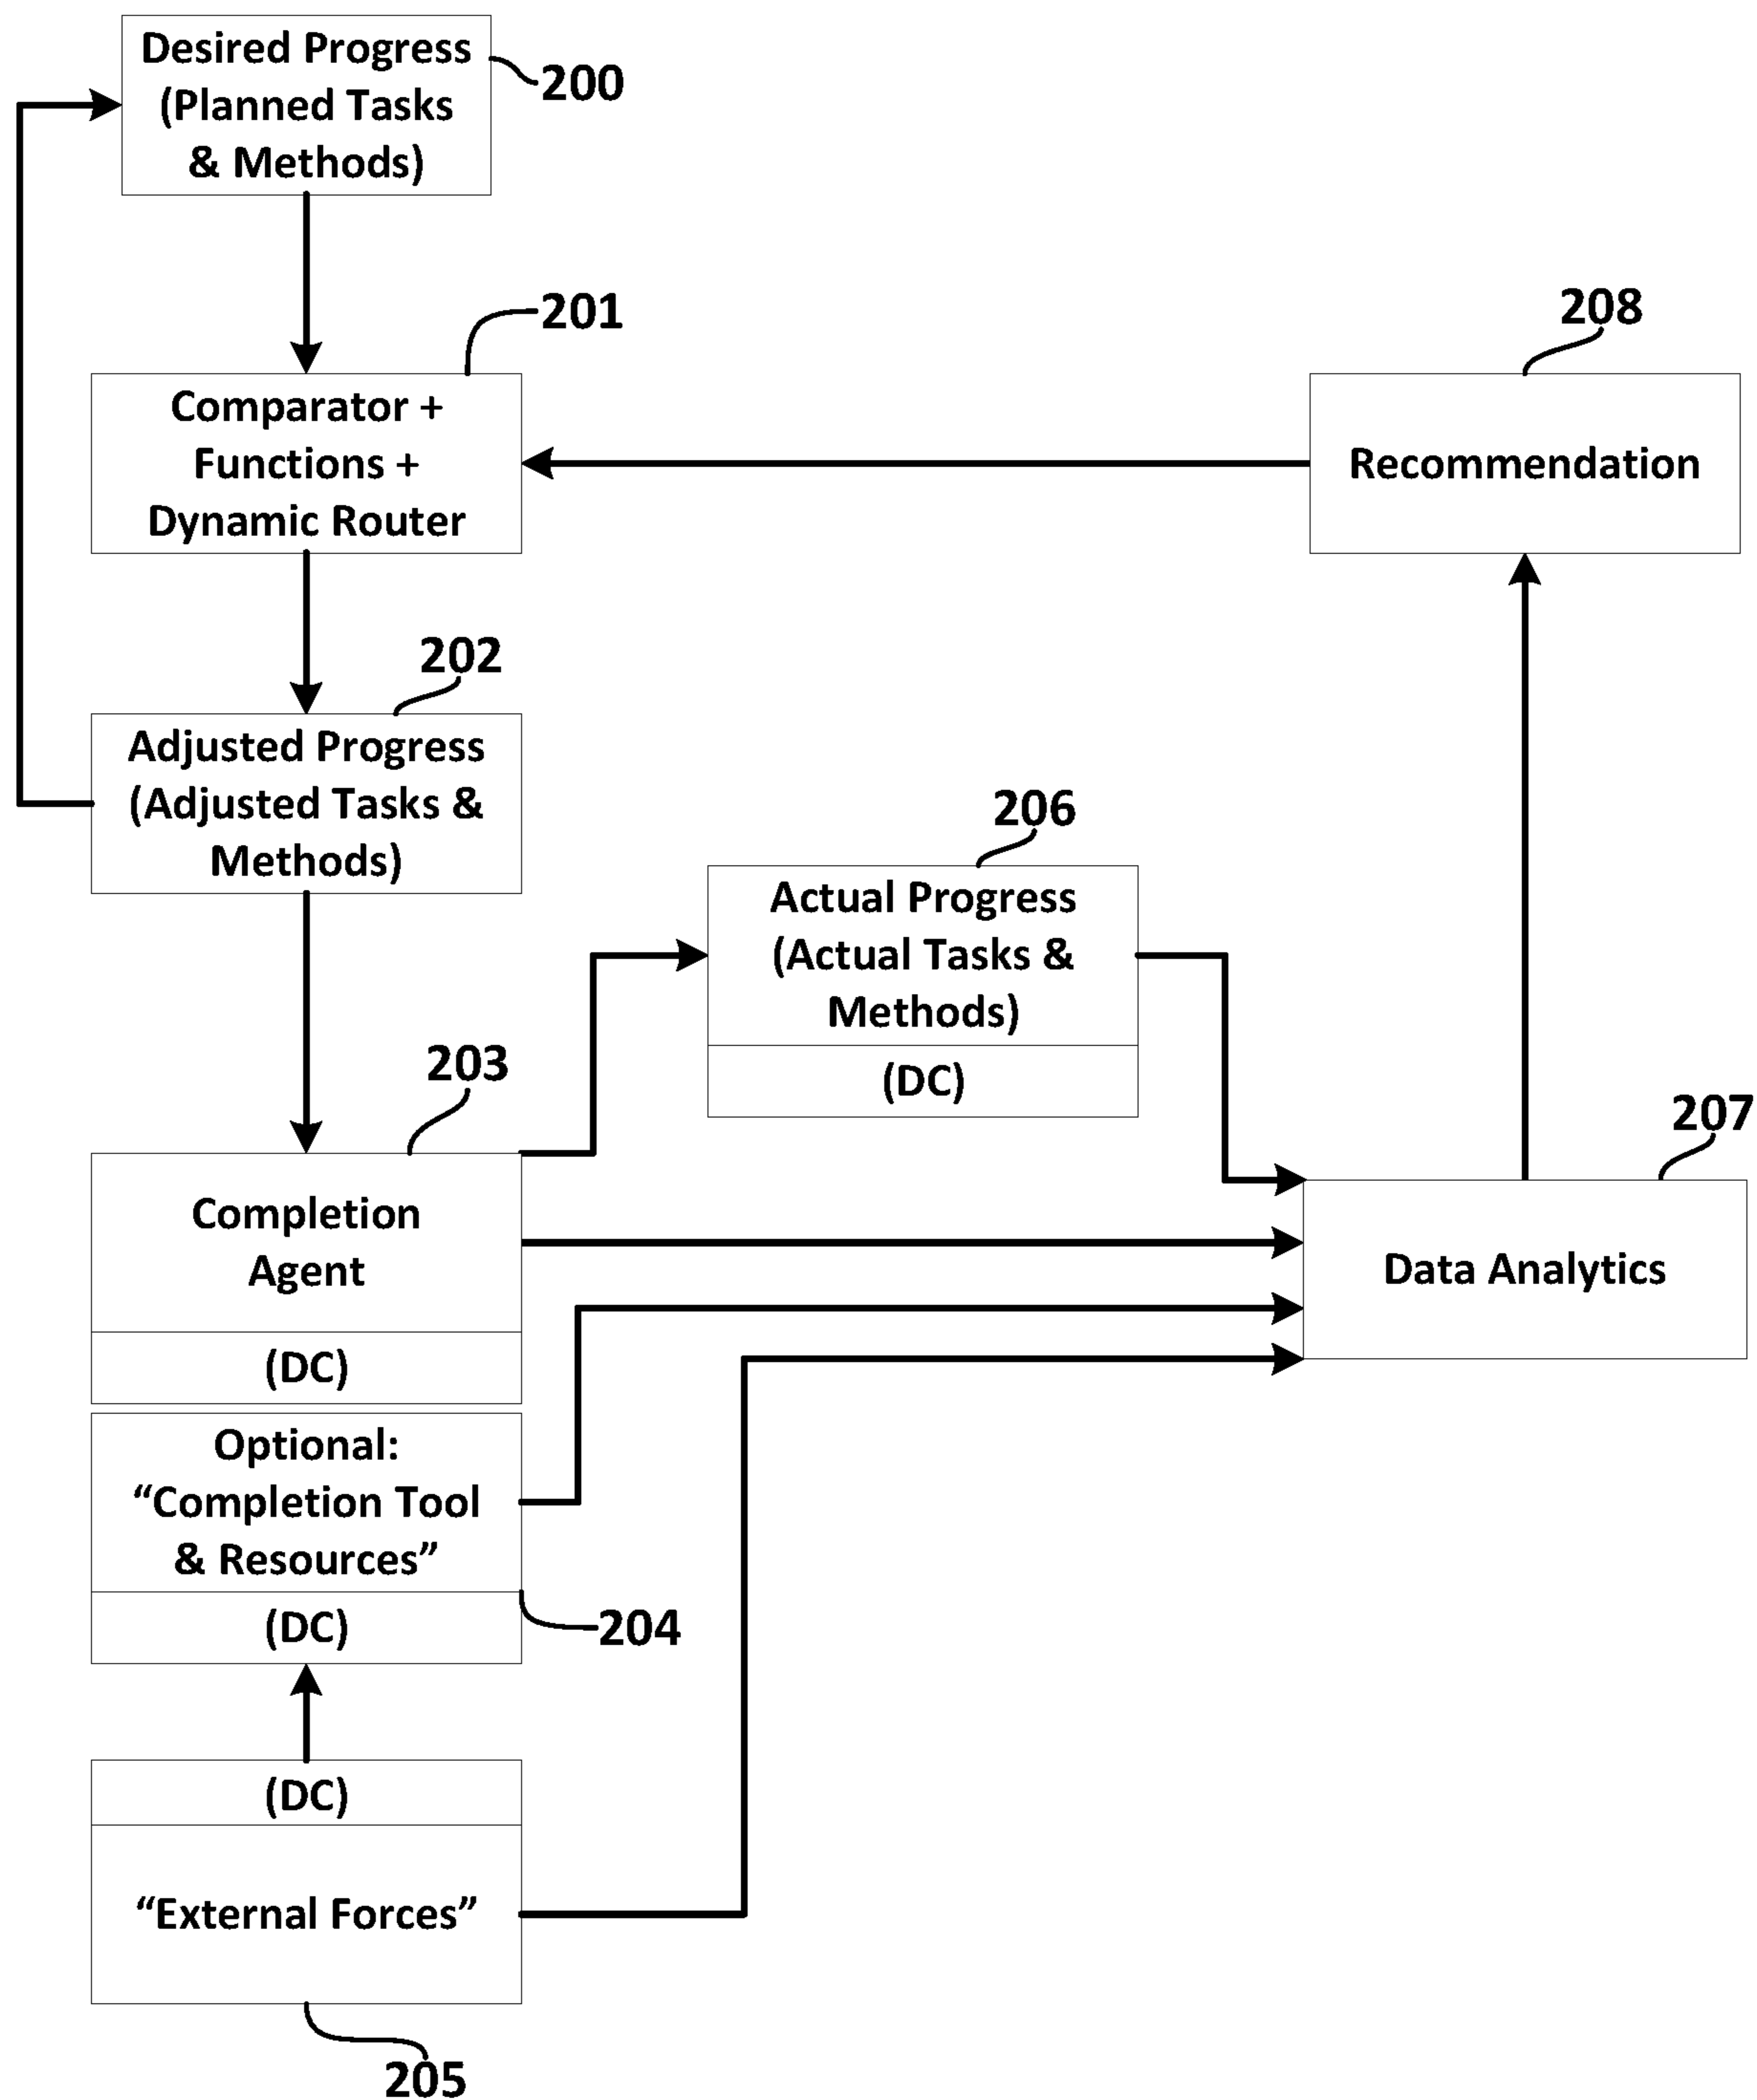 Desired Progress
(Planned Tasks
& Methods)
200
201
Comparator +
Functions +
Dynamic Router
208
Recommendation
202
Adjusted Progress
(Adjusted Tasks &
Methods)
206
Actual Progress
(Actual Tasks &
Methods)
(DC)
203
Completion
Agent
(DC)
207
Data Analytics
Optional:
“Completion Tool
& Resources”
(DC)
204
(DC)
“External Forces”
205